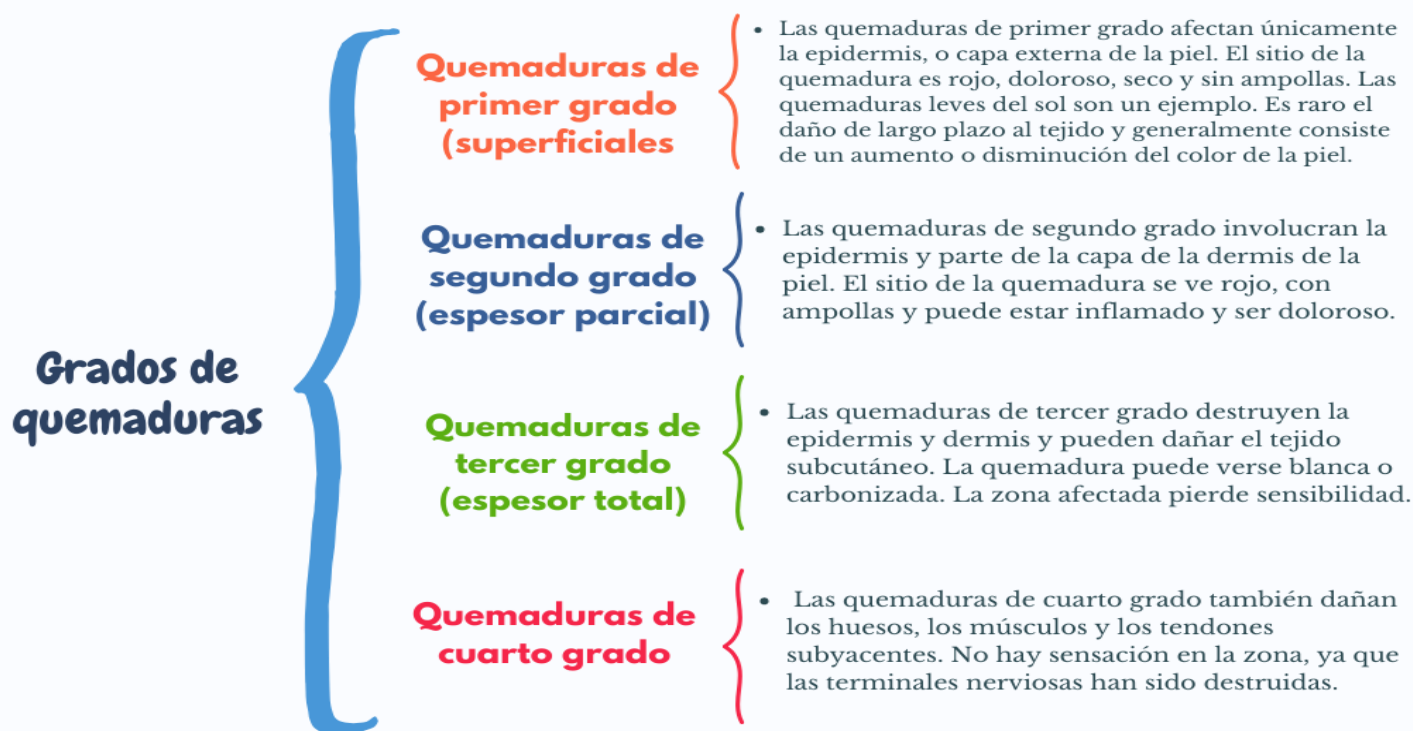 Grados de
quemaduras
Quemaduras de
primer grado
(superficiales
• Las quemaduras de primer grado afectan únicamente
la epidermis, o capa externa de la piel. El sitio de la
quemadura es rojo, doloroso, seco y sin ampollas. Las
quemaduras leves del sol son un ejemplo. Es raro el
daño de largo plazo al tejido y generalmente consiste
de un aumento o disminución del color de la piel.
Quemaduras de
segundo grado
(espesor parcial)
• Las quemaduras de segundo grado involucran la
epidermis y parte de la capa de la dermis de la
piel. El sitio de la quemadura se ve rojo, con
ampollas y puede estar inflamado y ser doloroso.
Quemaduras de
tercer grado
(espesor total)
• Las quemaduras de tercer grado destruyen la
epidermis y dermis y pueden dañar el tejido
subcutáneo. La quemadura puede verse blanca o
carbonizada. La zona afectada pierde sensibilidad.
Quemaduras de
cuarto grado
• Las quemaduras de cuarto grado también dañan
los huesos, los músculos y los tendones
subyacentes. No hay sensación en la zona, ya que
las terminales nerviosas han sido destruidas.